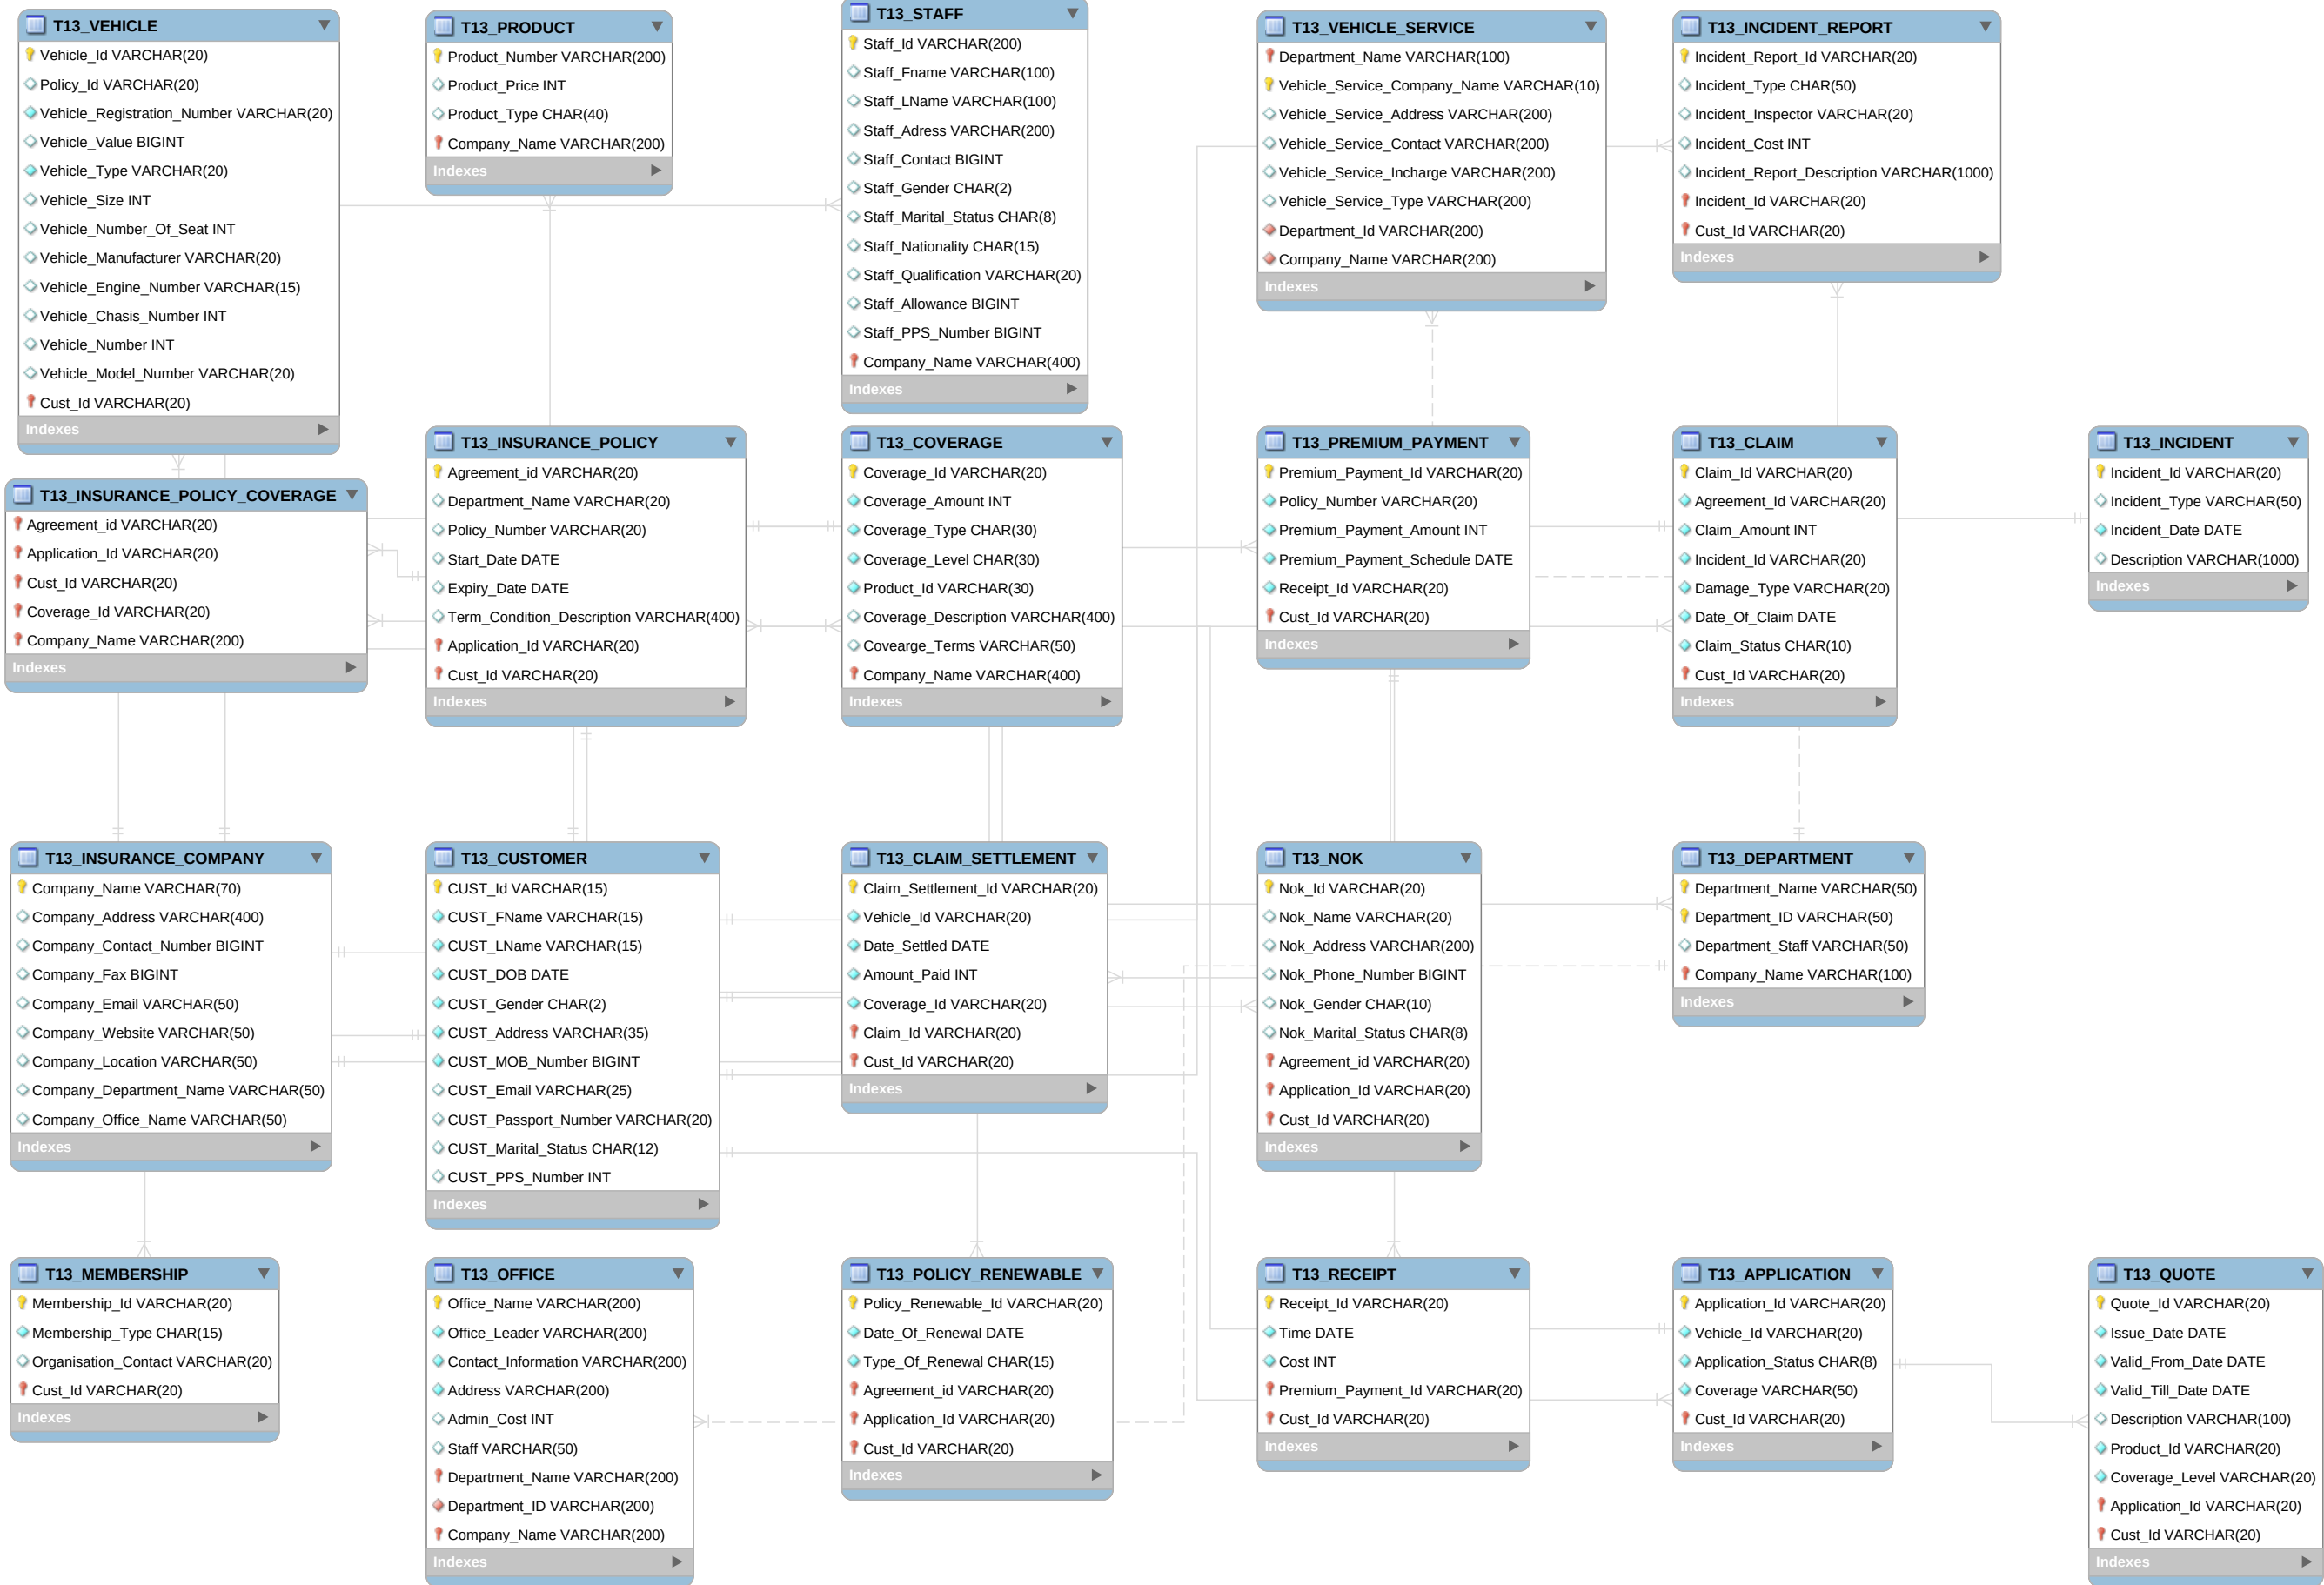 T13_VEHICLE
Vehicle_Id VARCHAR(20)
Policy_Id VARCHAR(20)
Vehicle_Registration_Number VARCHAR(20)
Vehicle_Value BIGINT
Vehicle_Type VARCHAR(20)
Vehicle_Size INT
Vehicle_Number_Of_Seat INT
Vehicle_Manufacturer VARCHAR(20)
Vehicle_Engine_Number VARCHAR(15)
Vehicle_Chasis_Number INT
Vehicle_Number INT
Vehicle_Model_Number VARCHAR(20)
Cust_Id VARCHAR(20)
Indexes
T13_PRODUCT
Product_Number VARCHAR(200)
Product_Price INT
Product_Type CHAR(40)
Company_Name VARCHAR(200)
Indexes
T13_STAFF
Staff_Id VARCHAR(200)
Staff_Fname VARCHAR(100)
Staff_LName VARCHAR(100)
Staff_Adress VARCHAR(200)
Staff_Contact BIGINT
Staff_Gender CHAR(2)
Staff_Marital_Status CHAR(8)
Staff_Nationality CHAR(15)
Staff_Qualification VARCHAR(20)
Staff_Allowance BIGINT
Staff_PPS_Number BIGINT
Company_Name VARCHAR(400)
Indexes
T13_VEHICLE_SERVICE
Department_Name VARCHAR(100)
Vehicle_Service_Company_Name VARCHAR(10)
Vehicle_Service_Address VARCHAR(200)
Vehicle_Service_Contact VARCHAR(200)
Vehicle_Service_Incharge VARCHAR(200)
Vehicle_Service_Type VARCHAR(200)
Department_Id VARCHAR(200)
Company_Name VARCHAR(200)
Indexes
T13_INCIDENT_REPORT
Incident_Report_Id VARCHAR(20)
Incident_Type CHAR(50)
Incident_Inspector VARCHAR(20)
Incident_Cost INT
Incident_Report_Description VARCHAR(1000)
Incident_Id VARCHAR(20)
Cust_Id VARCHAR(20)
Indexes
T13_INSURANCE_POLICY_COVERAGE
Agreement_id VARCHAR(20)
Application_Id VARCHAR(20)
Cust_Id VARCHAR(20)
Coverage_Id VARCHAR(20)
Company_Name VARCHAR(200)
Indexes
T13_INSURANCE_POLICY
Agreement_id VARCHAR(20)
Department_Name VARCHAR(20)
Policy_Number VARCHAR(20)
Start_Date DATE
Expiry_Date DATE
Term_Condition_Description VARCHAR(400)
Application_Id VARCHAR(20)
Cust_Id VARCHAR(20)
Indexes
T13_COVERAGE
Coverage_Id VARCHAR(20)
Coverage_Amount INT
Coverage_Type CHAR(30)
Coverage_Level CHAR(30)
Product_Id VARCHAR(30)
Coverage_Description VARCHAR(400)
Covearge_Terms VARCHAR(50)
Company_Name VARCHAR(400)
Indexes
T13_PREMIUM_PAYMENT
Premium_Payment_Id VARCHAR(20)
Policy_Number VARCHAR(20)
Premium_Payment_Amount INT
Premium_Payment_Schedule DATE
Receipt_Id VARCHAR(20)
Cust_Id VARCHAR(20)
Indexes
T13_CLAIM
Claim_Id VARCHAR(20)
Agreement_Id VARCHAR(20)
Claim_Amount INT
Incident_Id VARCHAR(20)
Damage_Type VARCHAR(20)
Date_Of_Claim DATE
Claim_Status CHAR(10)
Cust_Id VARCHAR(20)
Indexes
T13_INCIDENT
Incident_Id VARCHAR(20)
Incident_Type VARCHAR(50)
Incident_Date DATE
Description VARCHAR(1000)
Indexes
T13_INSURANCE_COMPANY
Company_Name VARCHAR(70)
Company_Address VARCHAR(400)
Company_Contact_Number BIGINT
Company_Fax BIGINT
Company_Email VARCHAR(50)
Company_Website VARCHAR(50)
Company_Location VARCHAR(50)
Company_Department_Name VARCHAR(50)
Company_Office_Name VARCHAR(50)
Indexes
T13_CUSTOMER
CUST_Id VARCHAR(15)
CUST_FName VARCHAR(15)
CUST_LName VARCHAR(15)
CUST_DOB DATE
CUST_Gender CHAR(2)
CUST_Address VARCHAR(35)
CUST_MOB_Number BIGINT
CUST_Email VARCHAR(25)
CUST_Passport_Number VARCHAR(20)
CUST_Marital_Status CHAR(12)
CUST_PPS_Number INT
Indexes
T13_CLAIM_SETTLEMENT
Claim_Settlement_Id VARCHAR(20)
Vehicle_Id VARCHAR(20)
Date_Settled DATE
Amount_Paid INT
Coverage_Id VARCHAR(20)
Claim_Id VARCHAR(20)
Cust_Id VARCHAR(20)
Indexes
T13_NOK
Nok_Id VARCHAR(20)
Nok_Name VARCHAR(20)
Nok_Address VARCHAR(200)
Nok_Phone_Number BIGINT
Nok_Gender CHAR(10)
Nok_Marital_Status CHAR(8)
Agreement_id VARCHAR(20)
Application_Id VARCHAR(20)
Cust_Id VARCHAR(20)
Indexes
T13_DEPARTMENT
Department_Name VARCHAR(50)
Department_ID VARCHAR(50)
Department_Staff VARCHAR(50)
Company_Name VARCHAR(100)
Indexes
T13_MEMBERSHIP
Membership_Id VARCHAR(20)
Membership_Type CHAR(15)
Organisation_Contact VARCHAR(20)
Cust_Id VARCHAR(20)
Indexes
T13_OFFICE
Office_Name VARCHAR(200)
Office_Leader VARCHAR(200)
Contact_Information VARCHAR(200)
Address VARCHAR(200)
Admin_Cost INT
Staff VARCHAR(50)
Department_Name VARCHAR(200)
Department_ID VARCHAR(200)
Company_Name VARCHAR(200)
Indexes
T13_POLICY_RENEWABLE
Policy_Renewable_Id VARCHAR(20)
Date_Of_Renewal DATE
Type_Of_Renewal CHAR(15)
Agreement_id VARCHAR(20)
Application_Id VARCHAR(20)
Cust_Id VARCHAR(20)
Indexes
T13_RECEIPT
Receipt_Id VARCHAR(20)
Time DATE
Cost INT
Premium_Payment_Id VARCHAR(20)
Cust_Id VARCHAR(20)
Indexes
T13_APPLICATION
Application_Id VARCHAR(20)
Vehicle_Id VARCHAR(20)
Application_Status CHAR(8)
Coverage VARCHAR(50)
Cust_Id VARCHAR(20)
Indexes
T13_QUOTE
Quote_Id VARCHAR(20)
Issue_Date DATE
Valid_From_Date DATE
Valid_Till_Date DATE
Description VARCHAR(100)
Product_Id VARCHAR(20)
Coverage_Level VARCHAR(20)
Application_Id VARCHAR(20)
Cust_Id VARCHAR(20)
Indexes